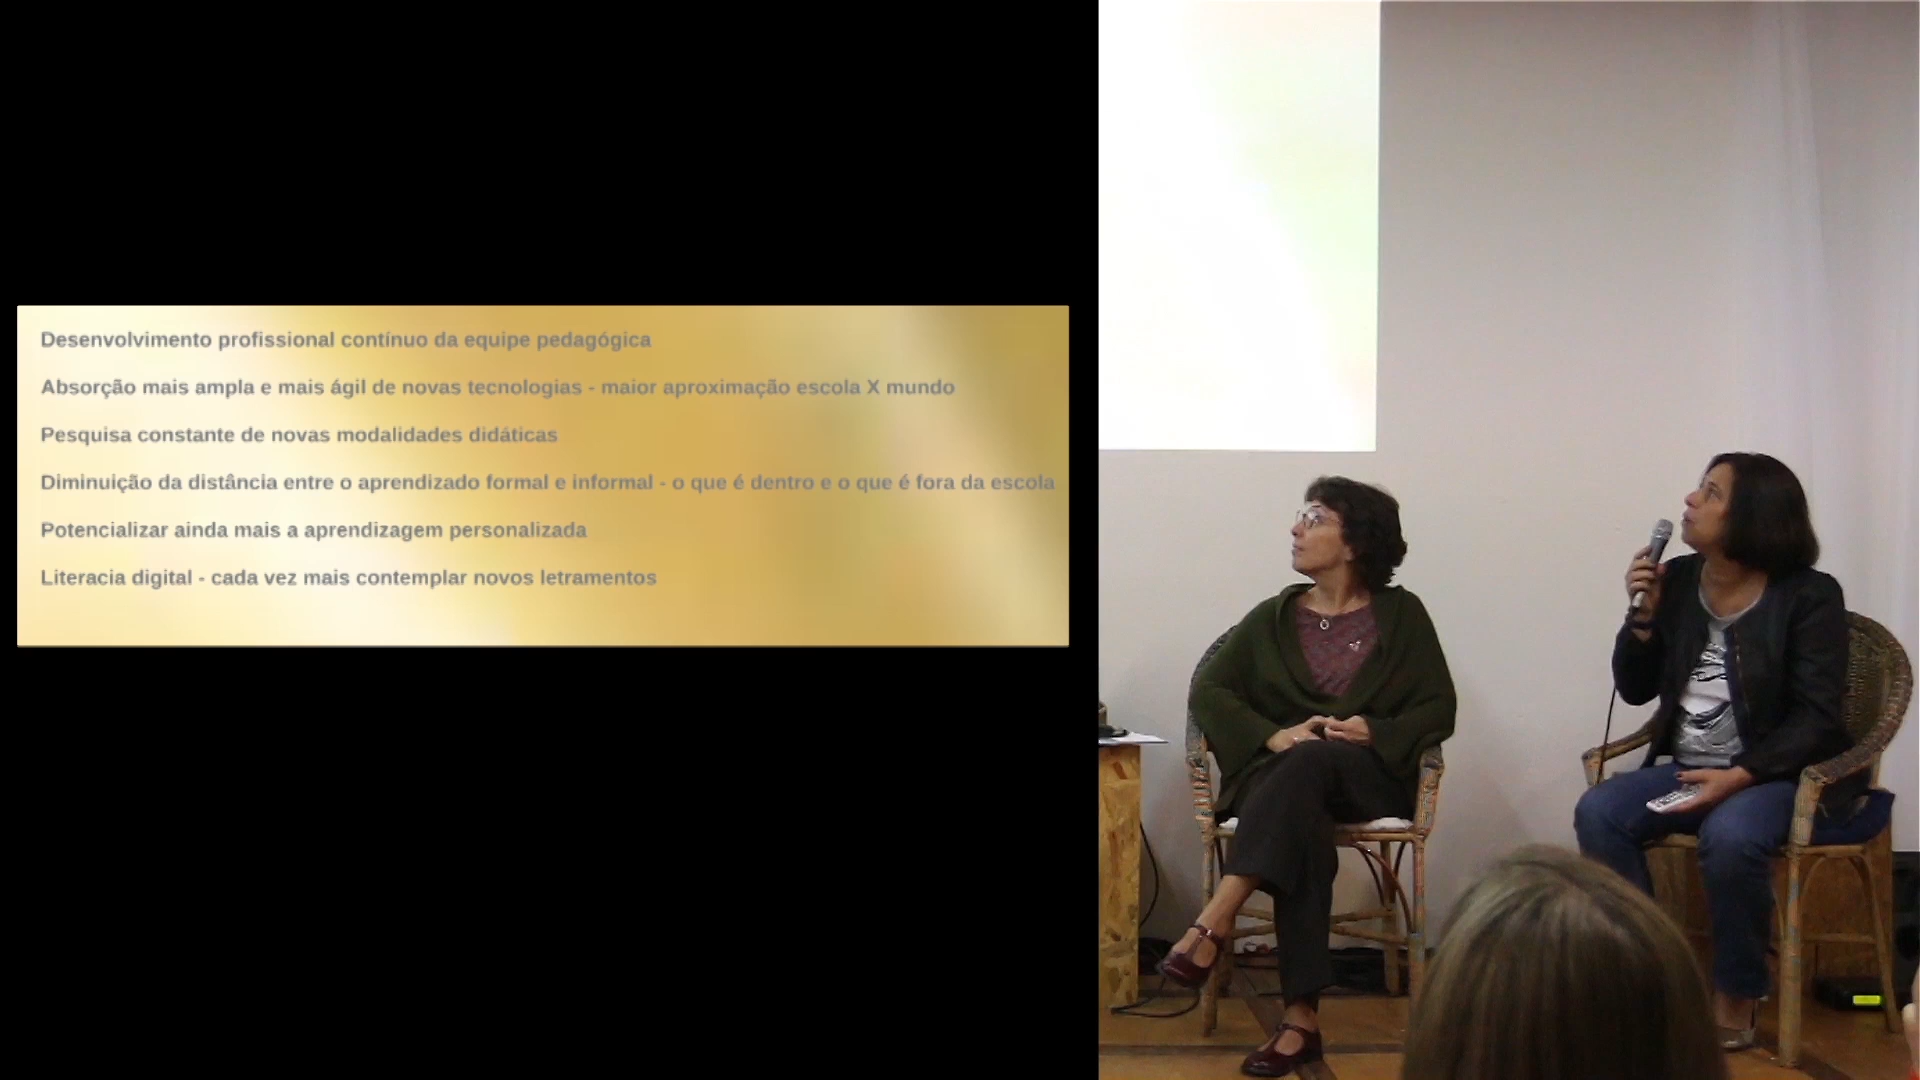 Desenvolvimento profissional contínuo da equipe pedagógica
Absorção mais ampla e mais ágil de novas tecnologias - maior aproximação escola X mundo
Pesquisa constante de novas modalidades didáticas
Diminuição da distância entre o aprendizado formal e informal - o que é dentro e o que é fora da escola
Potencializar ainda mais a aprendizagem personalizada
Literacia digital - cada vez mais contemplar novos letramentos